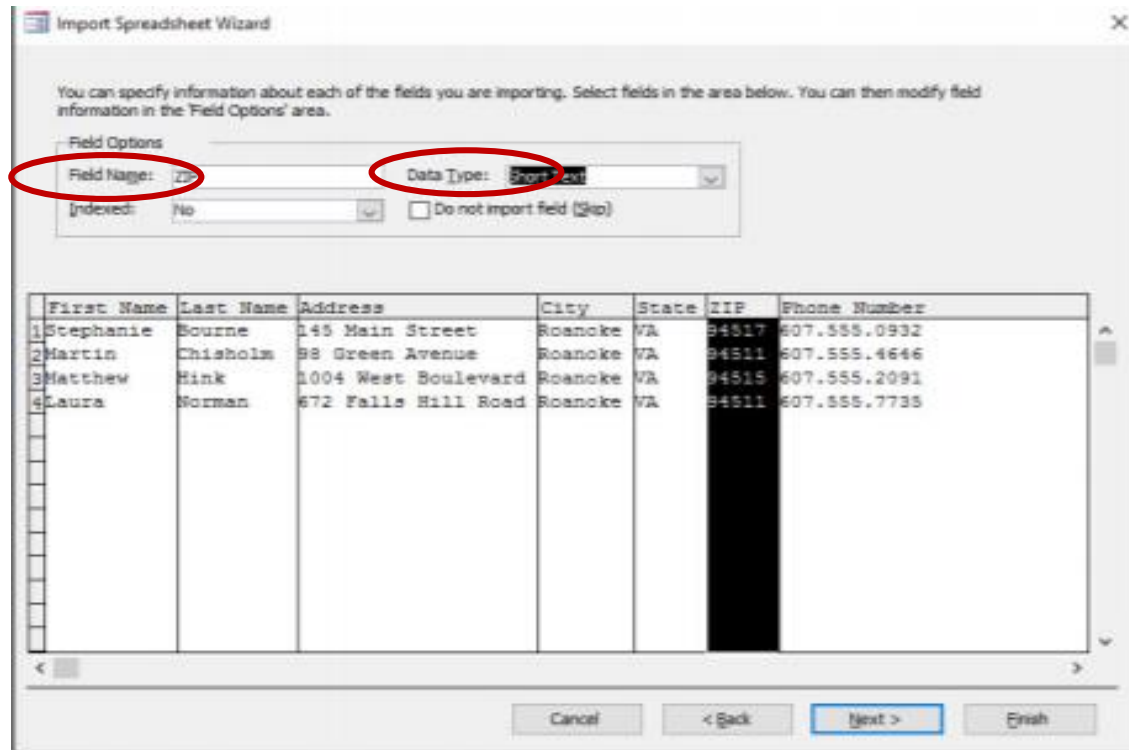 Import Spreadsheet Wizard
You can specify information about each of the fields you are importing. Select fields in the area below. You can then modify field
information in the 'Field Options' area.
Field Options
Field Name: ZIP Data Type: Short Text
Indexed: No Do not import field (Skip)
First Name Last Name Address City State ZIP Phone Number
1 Stephanie Bourne 145 Main Street Roanoke VA 94517 607.555.0932
2 Martin Chisholm 98 Green Avenue Roanoke VA 94511 607.555.4646
3 Matthew Hink 1004 West Boulevard Roanoke VA 94515 607.555.2091
4 Laura Norman 672 Falls Hill Road Roanoke VA 94511 607.555.7735
Cancel < Back Next > Finish